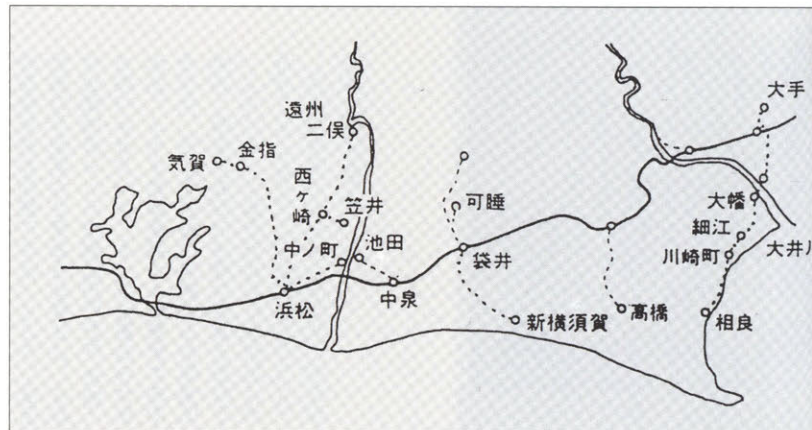 大手
遠州
二俣
気賀
金指
西ヶ崎
笠井
可睡
大幡
細江
中ノ町
池田
大井川
川崎町
袋井
浜松
中泉
新横須賀
高橋
相良